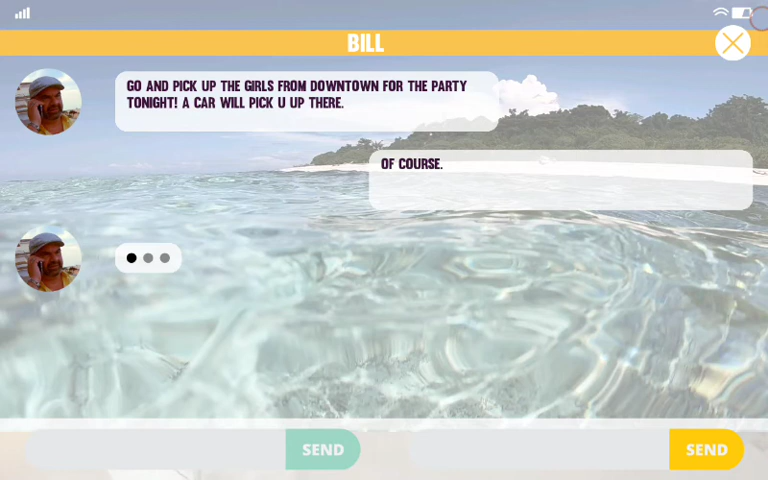 BILL
GO AND PICK UP THE GIRLS FROM DOWNTOWN FOR THE PARTY
TONIGHT! A CAR WILL PICK U UP THERE.
OF COURSE.
SEND
SEND